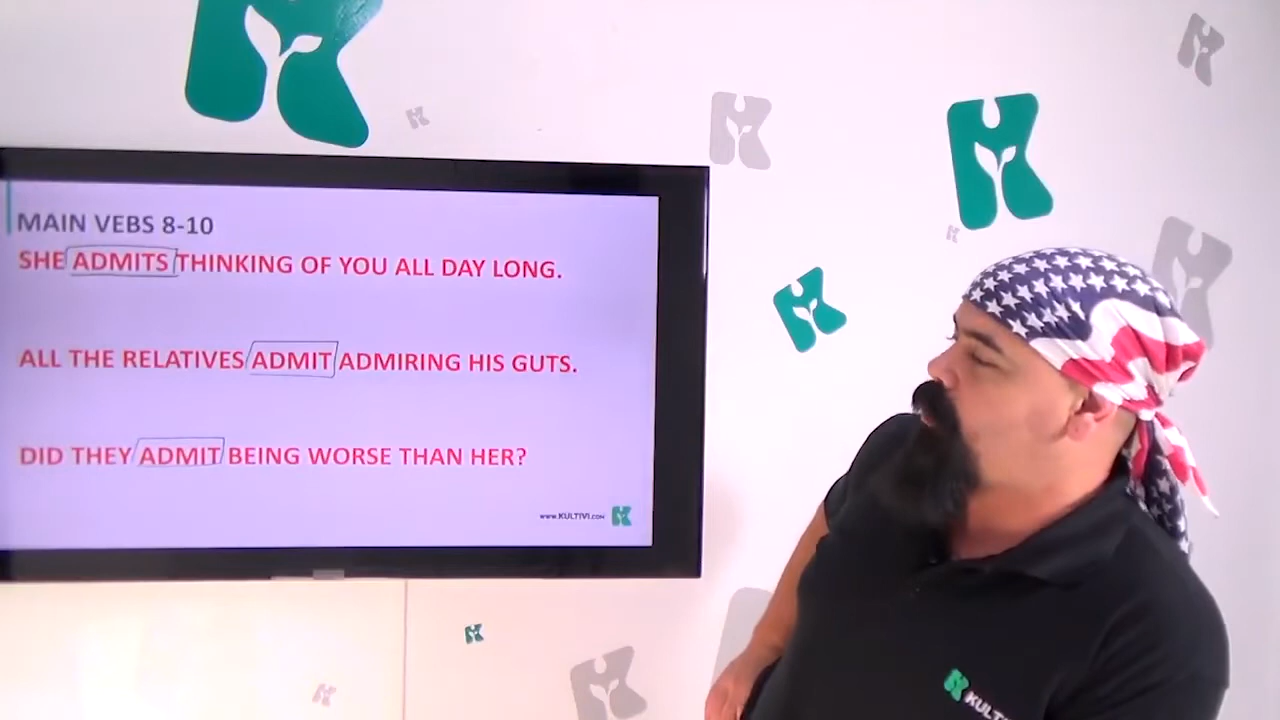 MAIN VEBS 8-10
SHE ADMITS THINKING OF YOU ALL DAY LONG.
ALL THE RELATIVES ADMIT ADMIRING HIS GUTS.
DID THEY ADMIT BEING WORSE THAN HER?
www.KULTIVI.COM